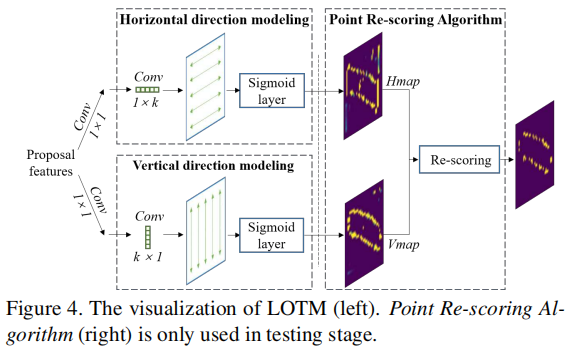 Horizontal direction modeling
Point Re-scoring Algorithm
Conv
1 × k
Sigmoid
layer
Hmap
Conv
1×1
Proposal
features
Re-scoring
Vertical direction modeling
Conv
1×1
Conv
k × 1
Sigmoid
layer
Vmap
Figure 4. The visualization of LOTM (left). Point Re-scoring Al-
gorithm (right) is only used in testing stage.